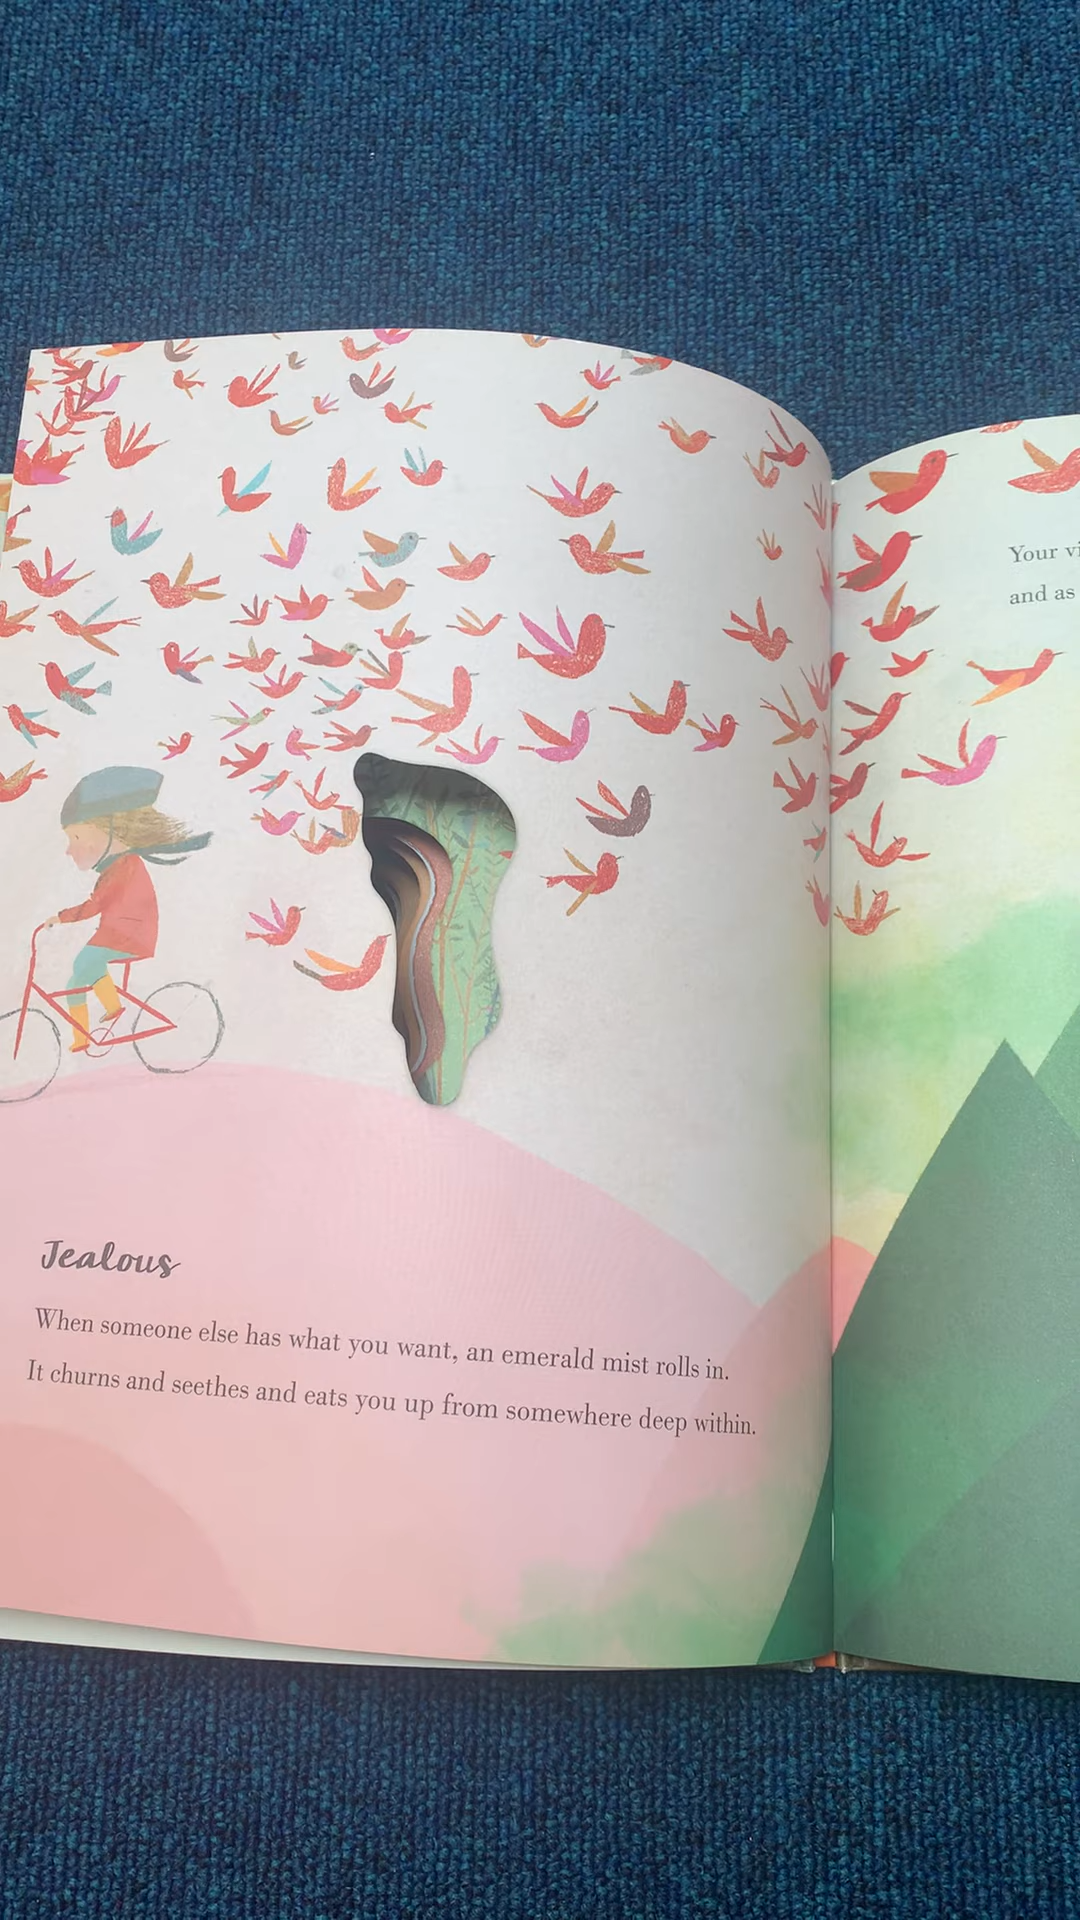 Jealous
When someone else has what you want, an emerald mist rolls in.
It churns and seethes and eats you up from somewhere deep within.
Your
and as